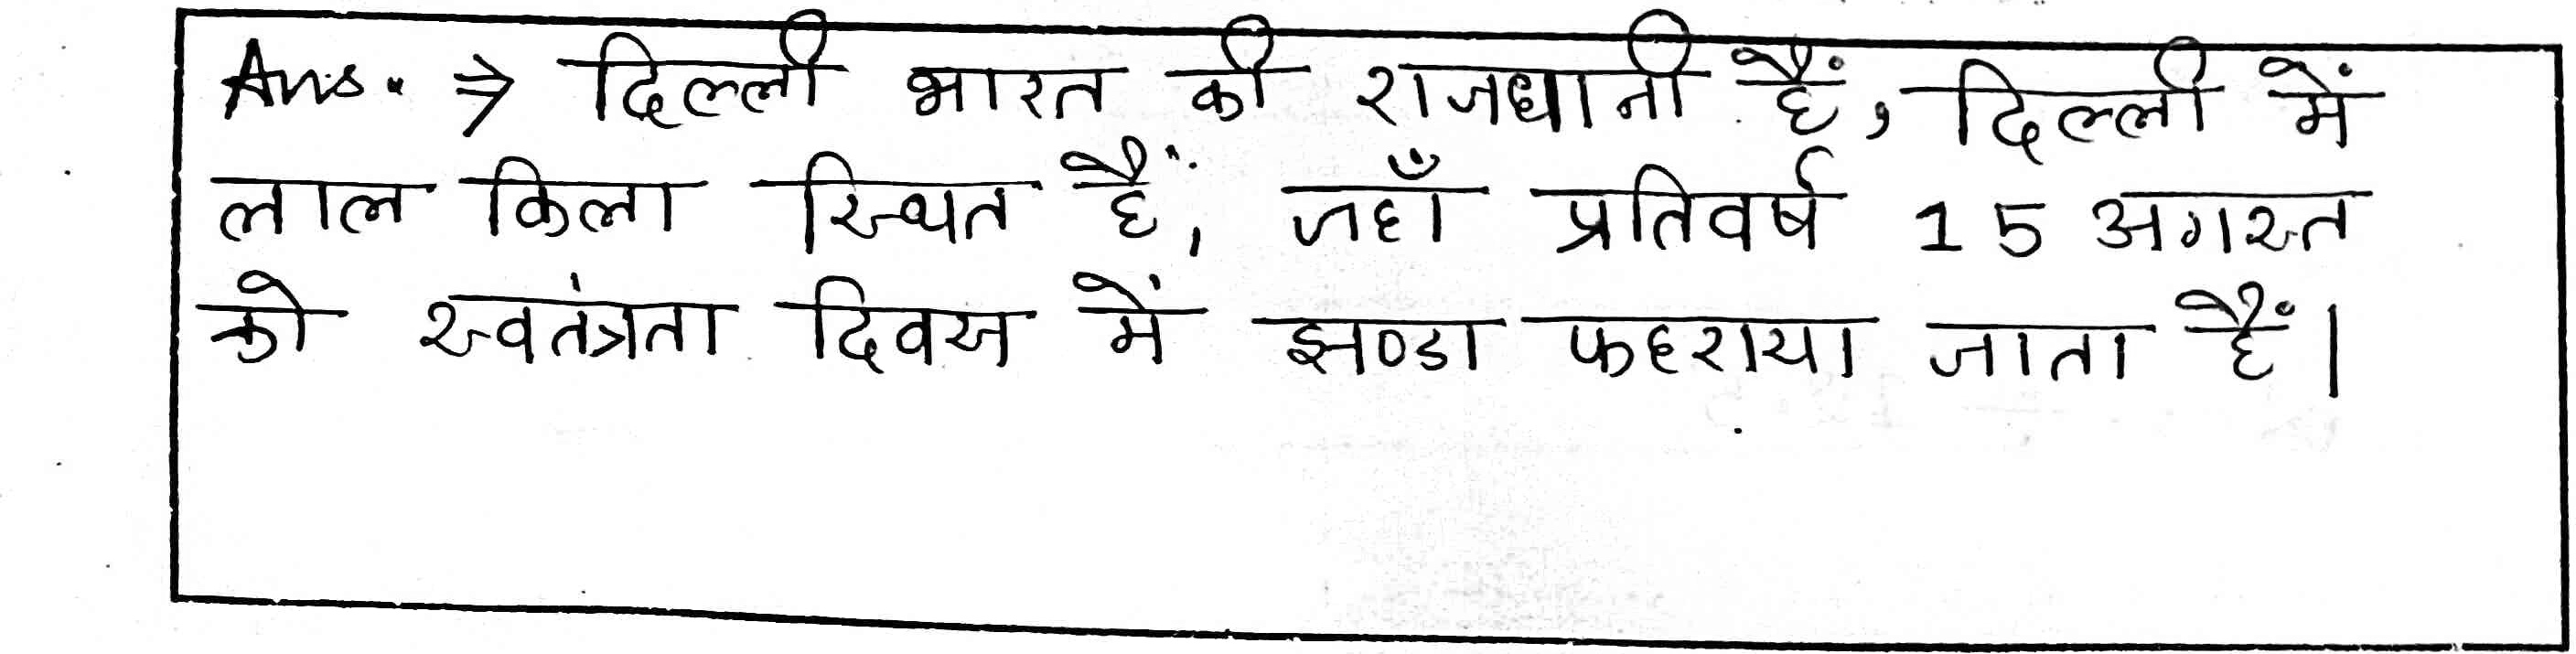 Ans. ⇒ दिल्ली भारत की राजधानी हैं, दिल्ली में
लाल किला स्थित हैं, जहाँ प्रतिवर्ष 15 अगस्त
को स्वतंत्रता दिवस में झण्डा फहराया जाता हैं।